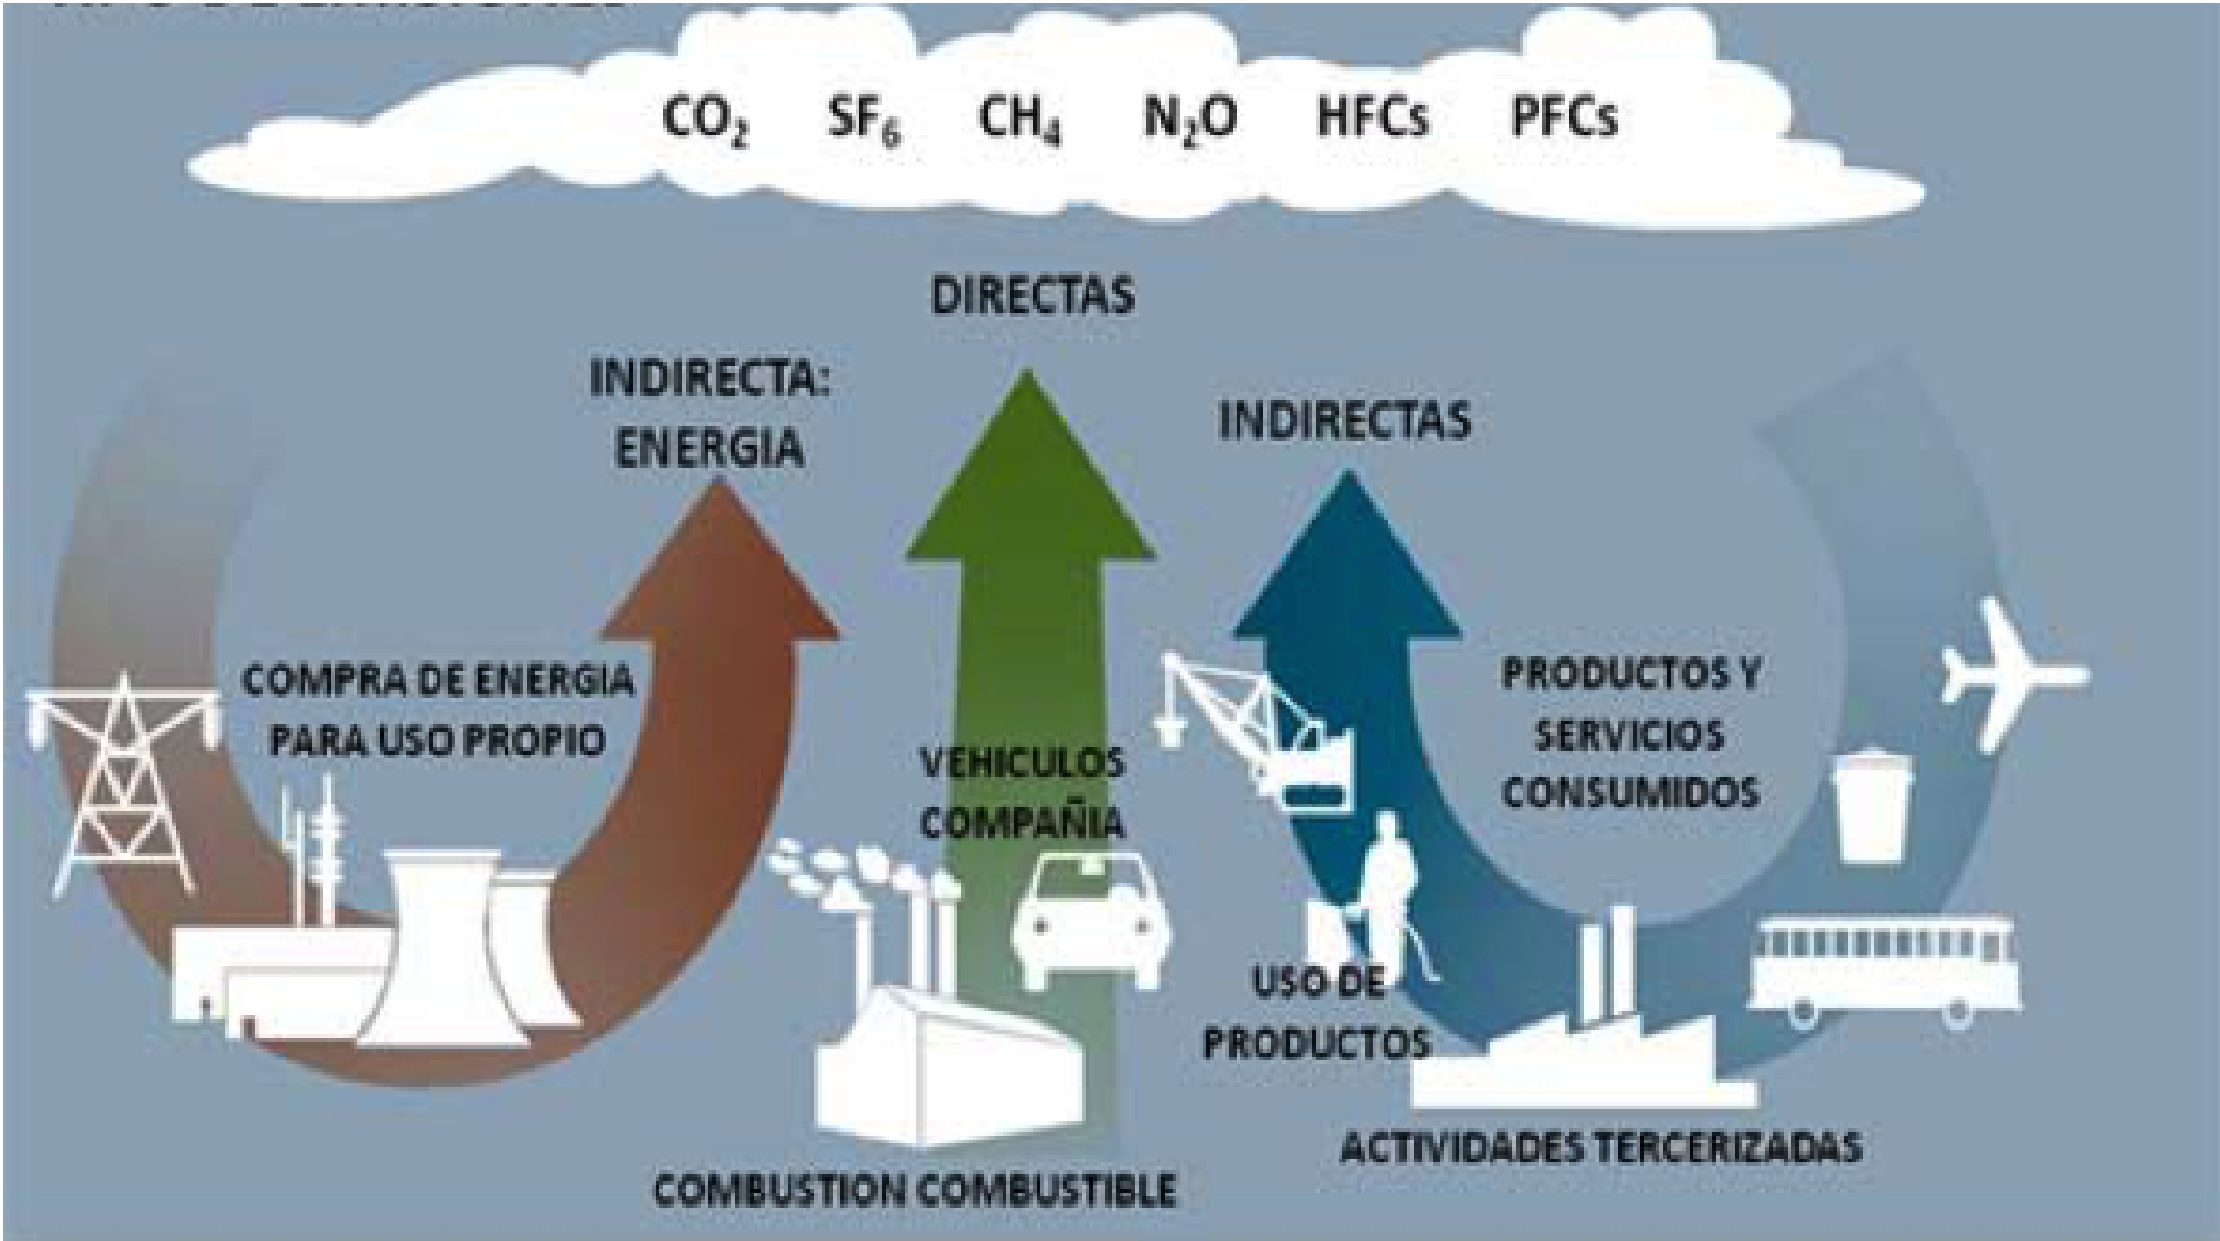 CO₂ SF₆ CH₄ N₂O HFCs PFCs
DIRECTAS
INDIRECTA:
ENERGIA
INDIRECTAS
COMPRA DE ENERGIA
PARA USO PROPIO
VEHICULOS
COMPAÑIA
PRODUCTOS Y
SERVICIOS
CONSUMIDOS
USO DE
PRODUCTOS
ACTIVIDADES TERCERIZADAS
COMBUSTION COMBUSTIBLE